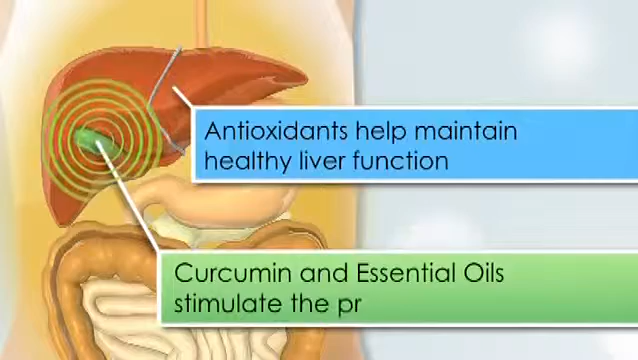 Antioxidants help maintain
healthy liver function
Curcumin and Essential Oils
stimulate the pr